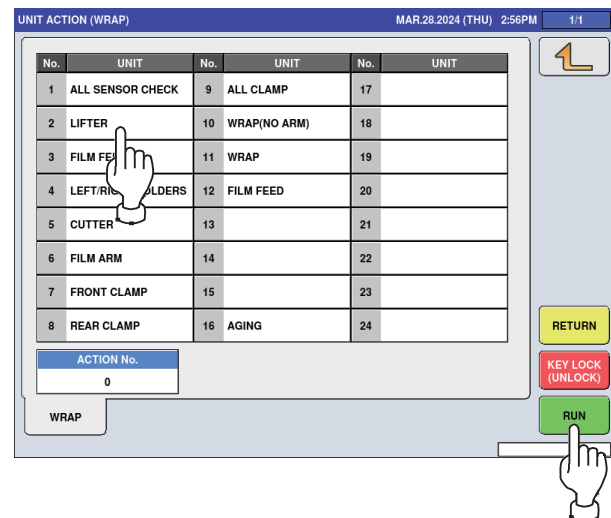 UNIT ACTION (WRAP) MAR.28.2024 (THU) 2:56PM 1/1
No. UNIT No. UNIT No. UNIT
1 ALL SENSOR CHECK 9 ALL CLAMP 17
2 LIFTER 10 WRAP(NO ARM) 18
3 FILM 11 WRAP 19
4 12 FILM FEED 20
5 CUTTER 13 21
6 FILM ARM 14 22
7 FRONT CLAMP 15 23
8 REAR CLAMP 16 AGING 24
RETURN
ACTION No.
0
KEY LOCK
(UNLOCK)
WRAP
RUN